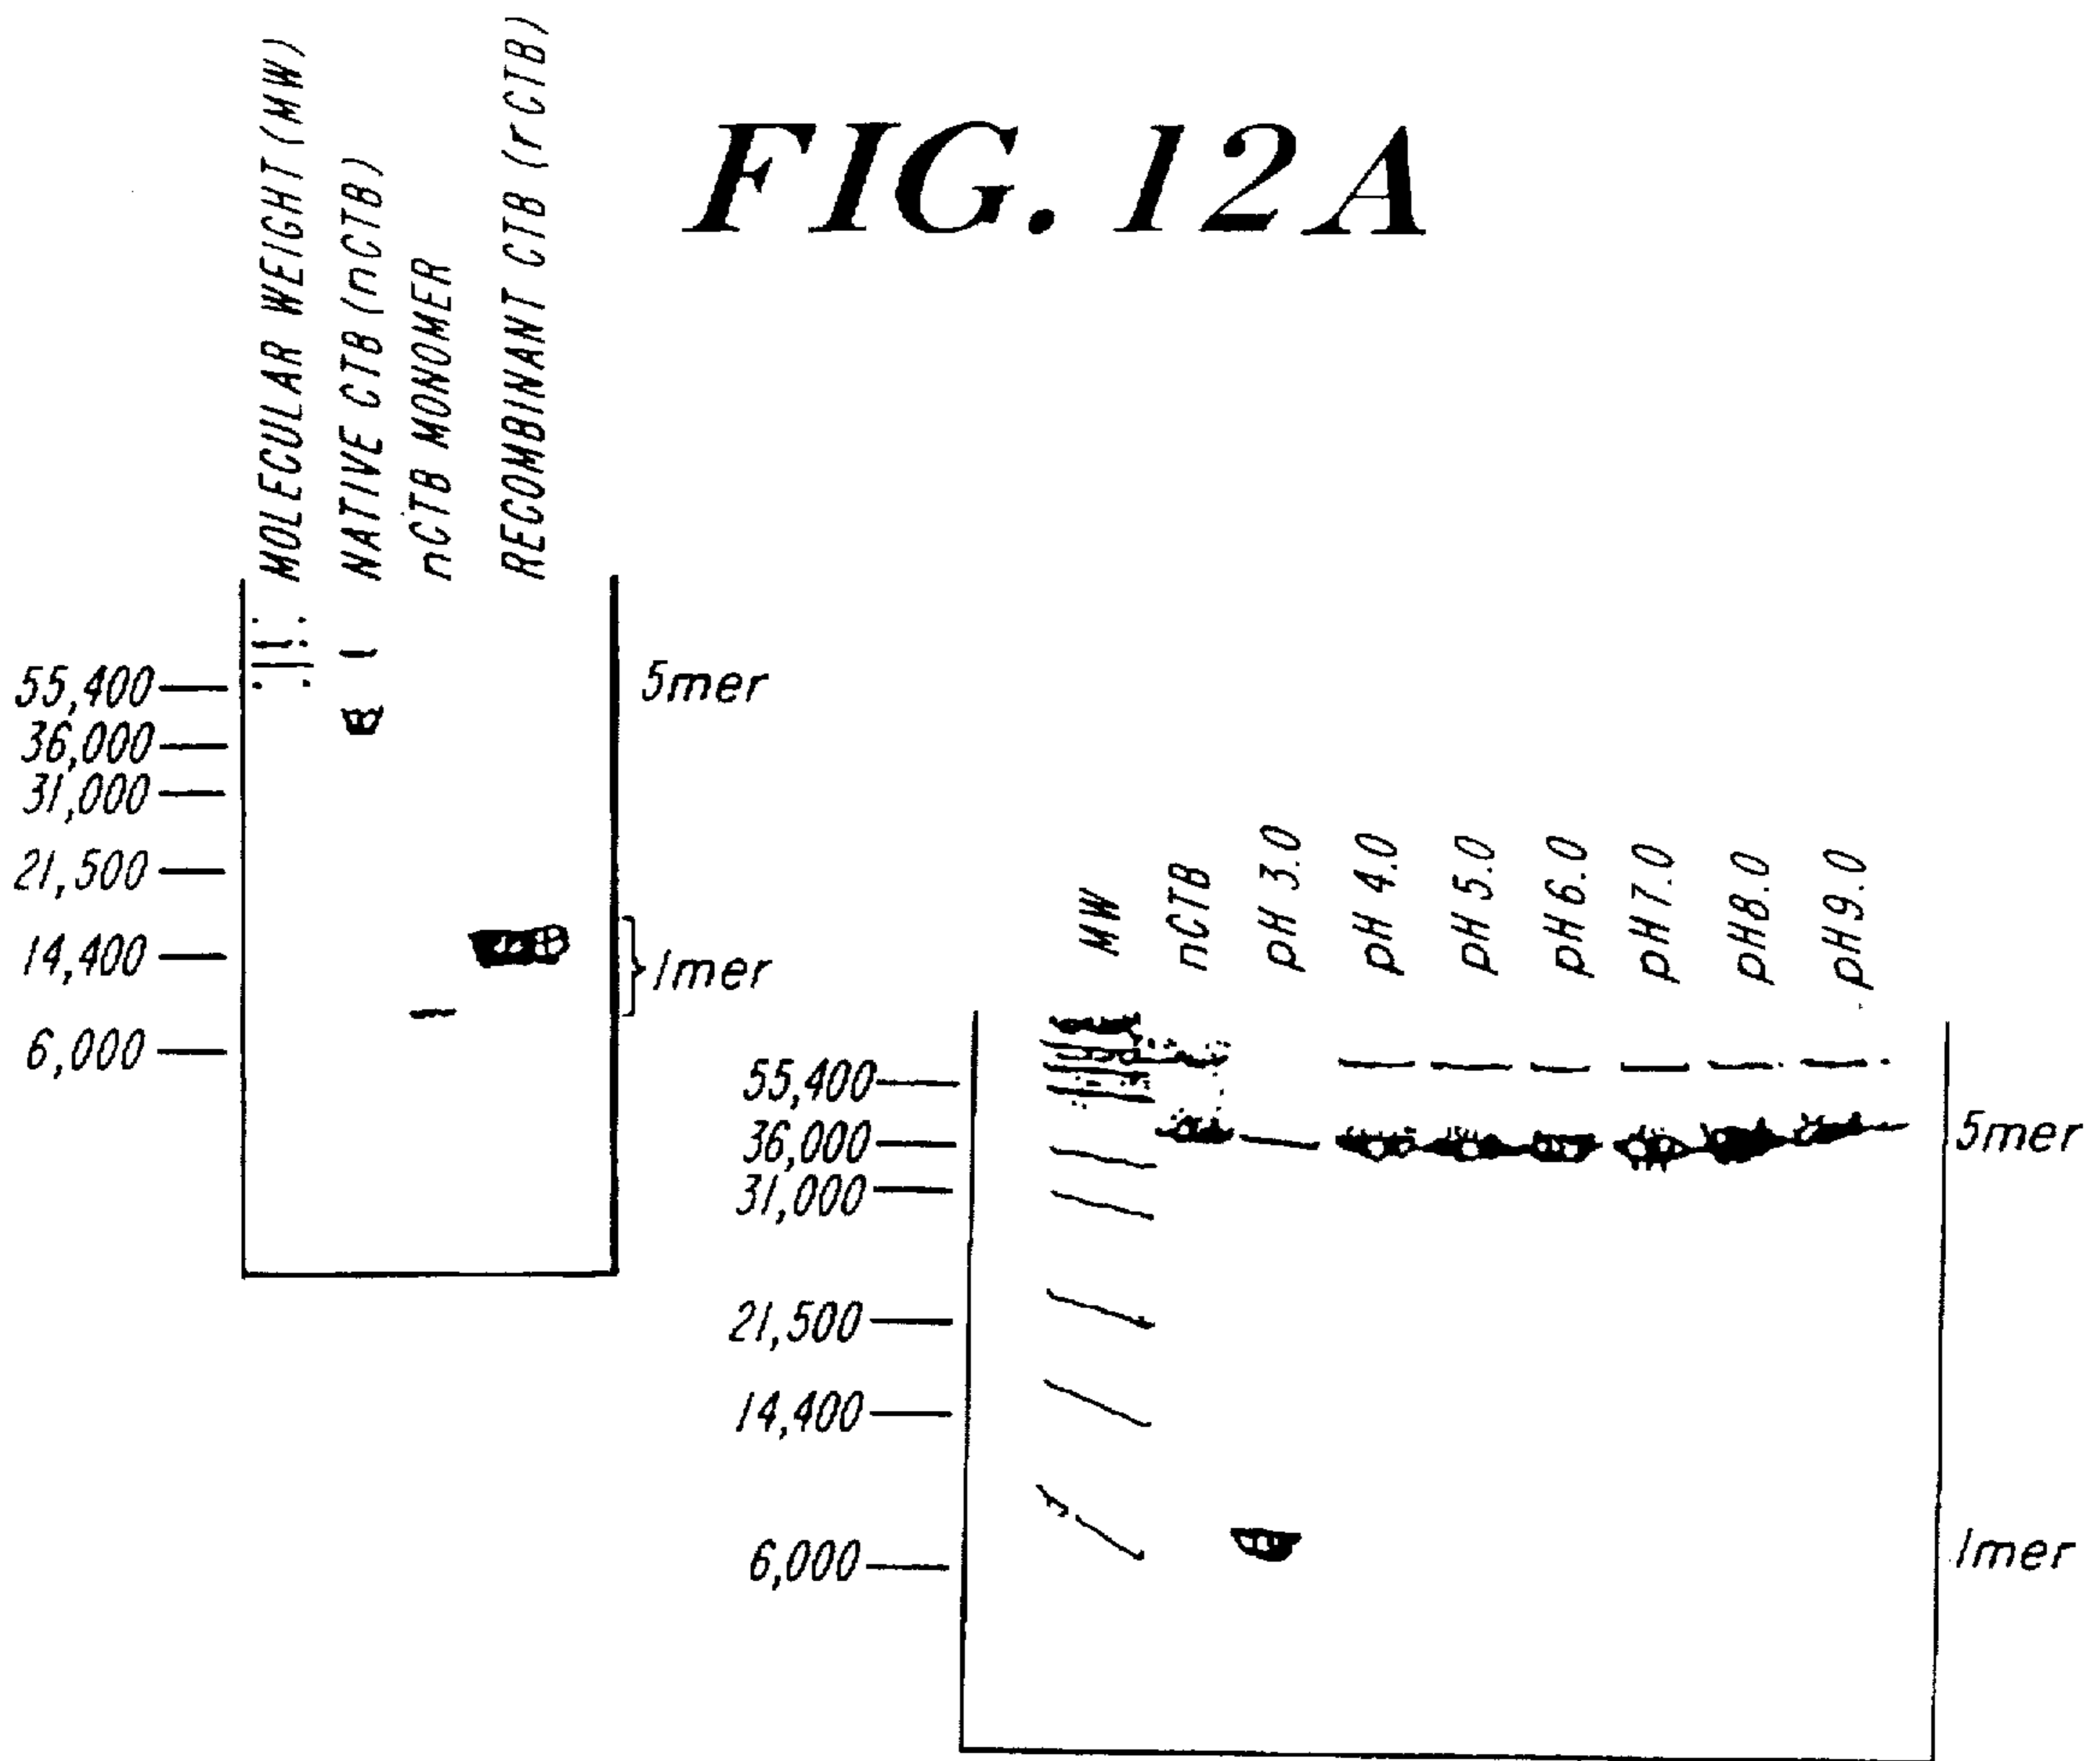 FIG. 12A
MOLECULAR WEIGHT (MW)
NATIVE CTB (nCTB)
nCTB MONOMER
RECOMBINANT CTB (rCTB)
55,400
36,000
31,000
21,500
14,400
6,000
5mer
1mer
MW
nCTB
pH 3.0
pH 4.0
pH 5.0
pH 6.0
pH 7.0
pH 8.0
pH 9.0
55,400
36,000
31,000
21,500
14,400
6,000
5mer
1mer